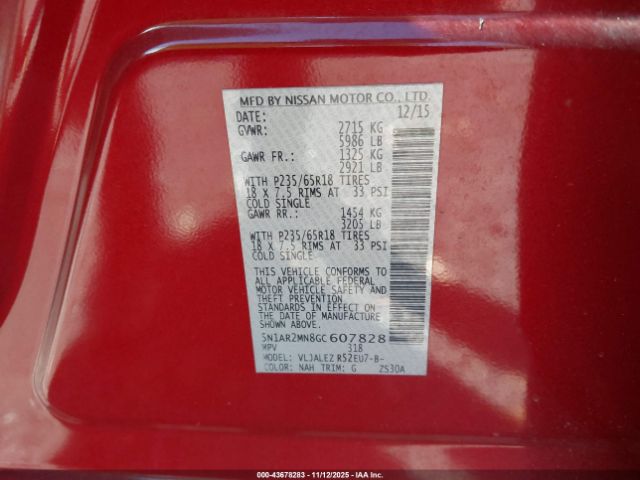 MFD BY NISSAN MOTOR CO., LTD.
DATE: 12/15
GVWR: 2715 KG
5986 LB
GAWR FR.: 1325 KG
2921 LB
WITH P235/65R18 TIRES
18 X 7.5 RIMS AT 33 PSI
COLD SINGLE
GAWR RR.: 1454 KG
3205 LB
WITH P235/65R18 TIRES
18 X 7.5 RIMS AT 33 PSI
COLD SINGLE
THIS VEHICLE CONFORMS TO
ALL APPLICABLE FEDERAL
MOTOR VEHICLE SAFETY AND
THEFT PREVENTION
STANDARDS IN EFFECT ON
THE DATE OF MANUFACTURE
SHOWN ABOVE.
5N1AR2MN8GC607828
MPV 318
MODEL: VLJALEZ R52EU7-B-
COLOR: NAH TRIM: G ZS30A
000-43678283 - 11/12/2025 - IAA Inc.